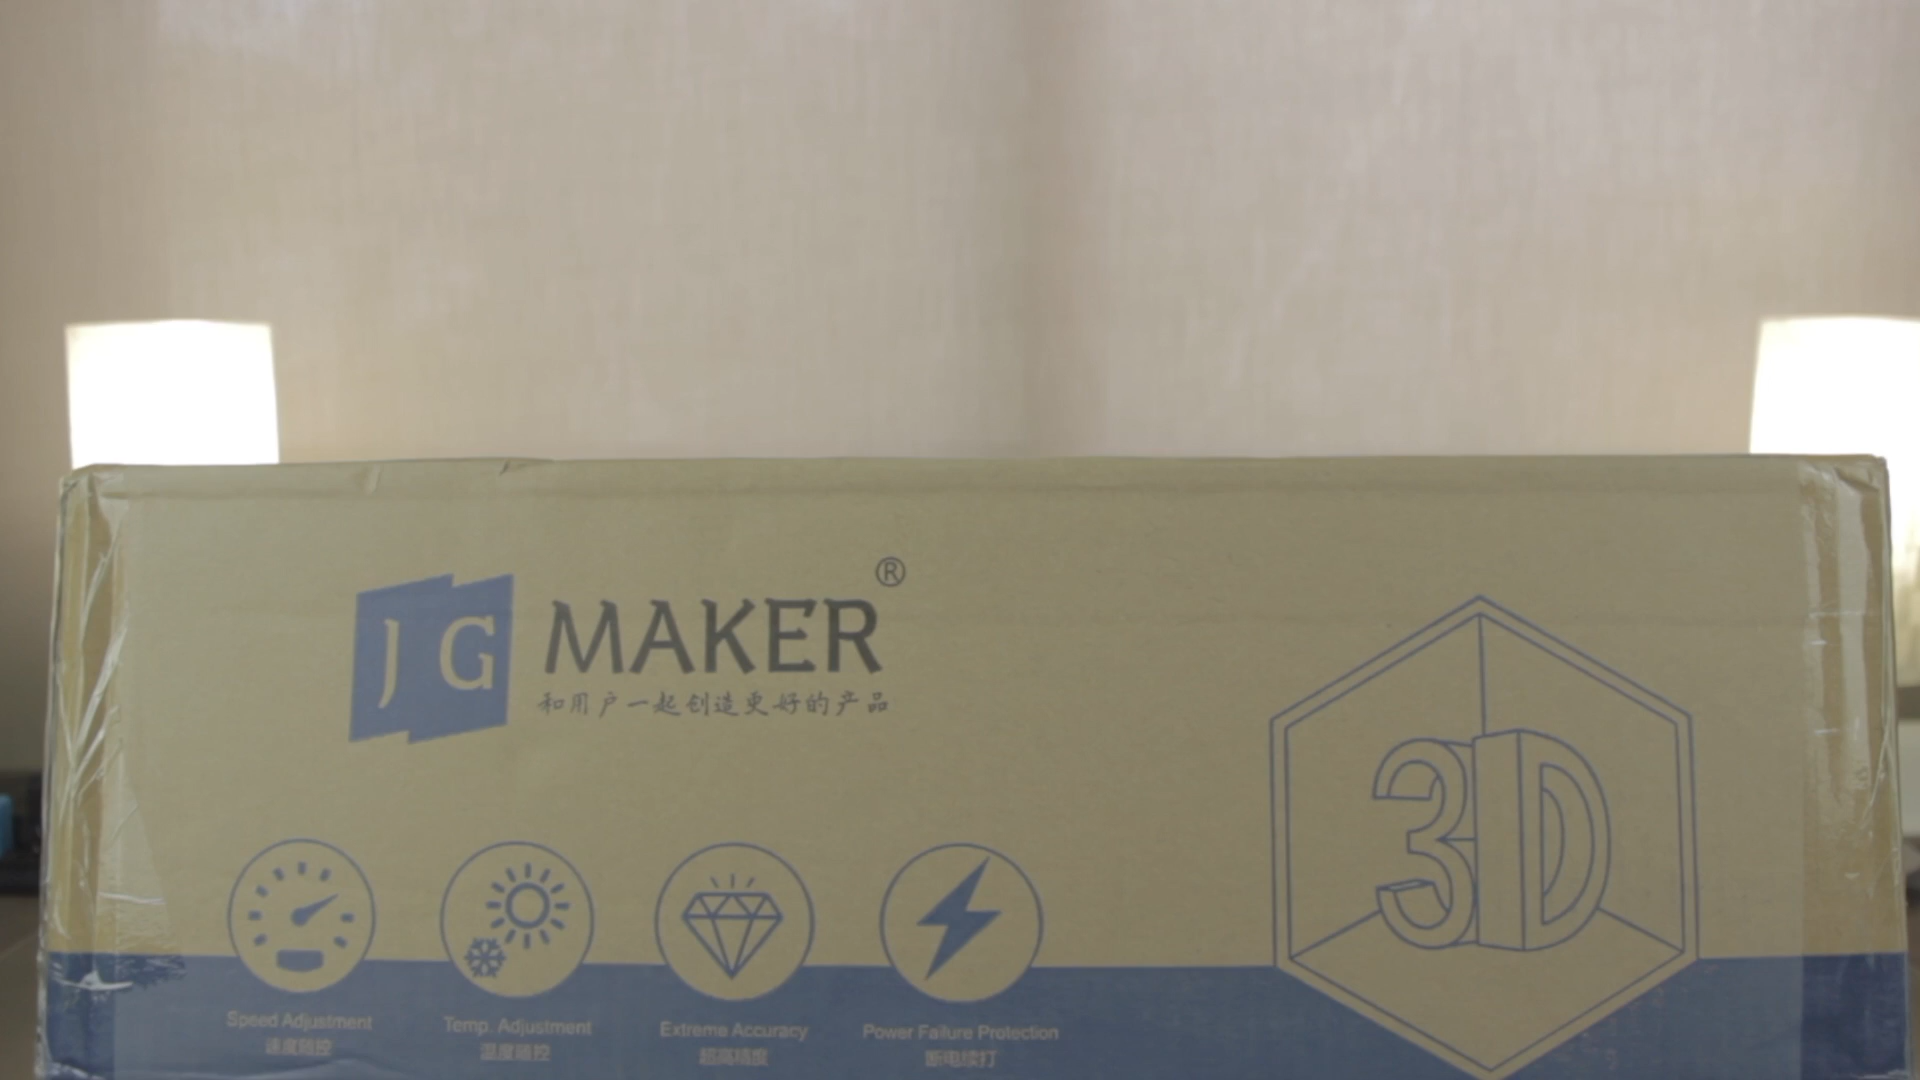 JG MAKER®
和用户一起创造更好的产品
3D
Speed Adjustment
速度随控
Temp. Adjustment
温度随控
Extreme Accuracy
超高精度
Power Failure Protection
断电续打